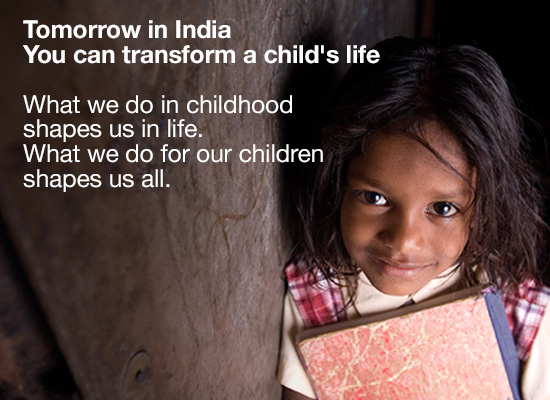 Tomorrow in India
You can transform a child's life
What we do in childhood
shapes us in life.
What we do for our children
shapes us all.